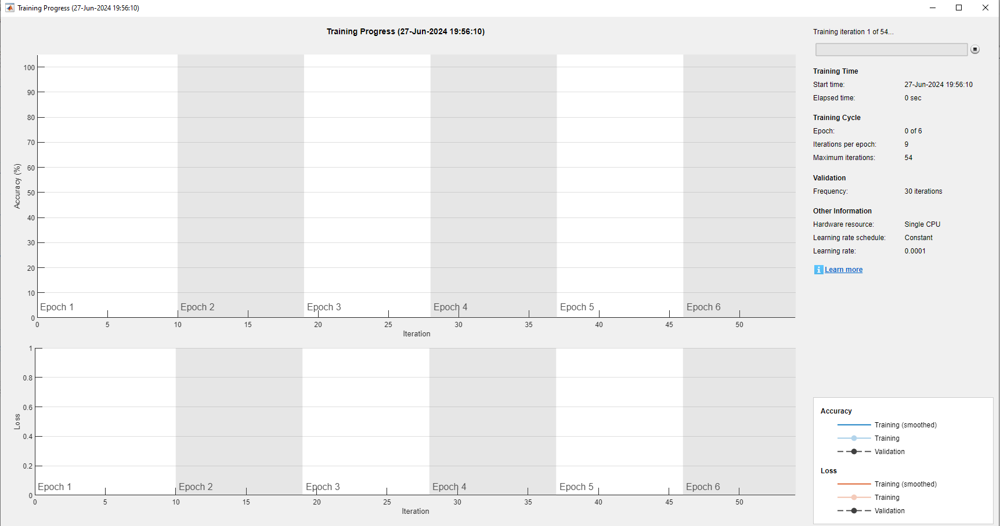 Training Progress (27-Jun-2024 19:56:10)
Training Progress (27-Jun-2024 19:56:10)
100
90
80
70
60
50
40
30
20
10
0
Accuracy (%)
Epoch 1
Epoch 2
Epoch 3
Epoch 4
Epoch 5
Epoch 6
0 5 10 15 20 25 30 35 40 45 50
Iteration
1
0.8
0.6
0.4
0.2
0
Loss
Epoch 1
Epoch 2
Epoch 3
Epoch 4
Epoch 5
Epoch 6
0 5 10 15 20 25 30 35 40 45 50
Iteration
Training iteration 1 of 54...
Training Time
Start time: 27-Jun-2024 19:56:10
Elapsed time: 0 sec
Training Cycle
Epoch: 0 of 6
Iterations per epoch: 9
Maximum iterations: 54
Validation
Frequency: 30 iterations
Other Information
Hardware resource: Single CPU
Learning rate schedule: Constant
Learning rate: 0.0001
Learn more
Accuracy
Training (smoothed)
Training
Validation
Loss
Training (smoothed)
Training
Validation